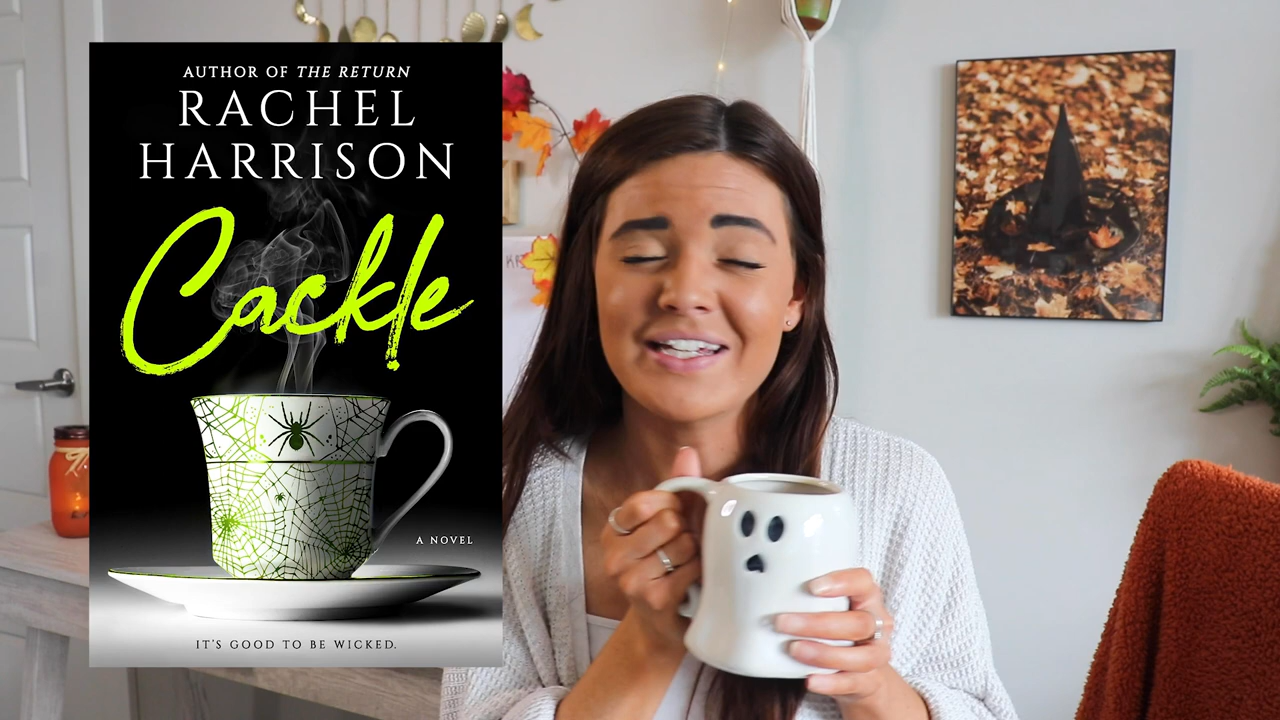 AUTHOR OF THE RETURN
RACHEL
HARRISON
Cackle
A NOVEL
IT'S GOOD TO BE WICKED.